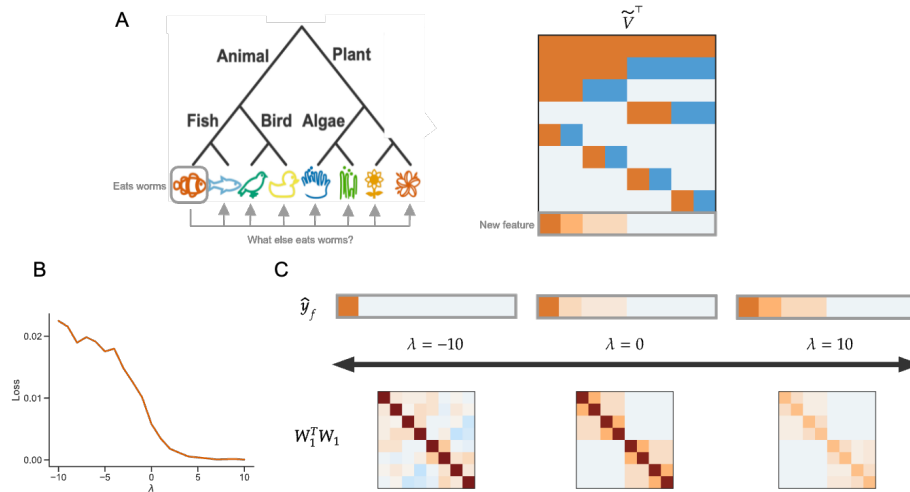 A
Animal
Plant
Fish
Bird
Algae
Eats worms
What else eats worms?
Ṽ⊤
New feature
B
Loss
0.02
0.01
0.00
−10
−5
0
5
10
λ
C
ŷ_f
λ = −10
λ = 0
λ = 10
W₁ᵀW₁